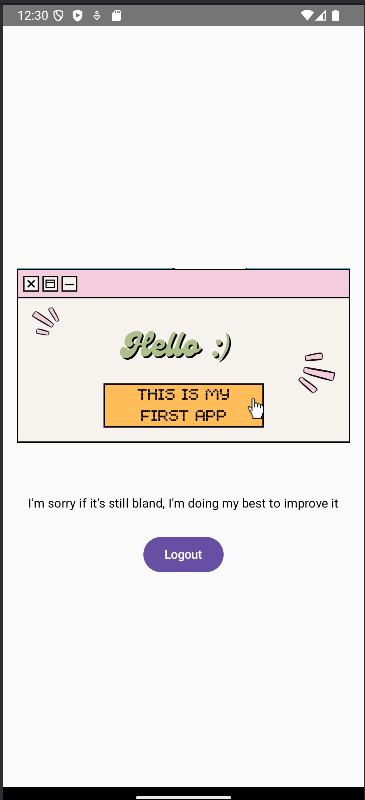 12:30
Hello :)
THIS IS MY
FIRST APP
I'm sorry if it's still bland, I'm doing my best to improve it
Logout